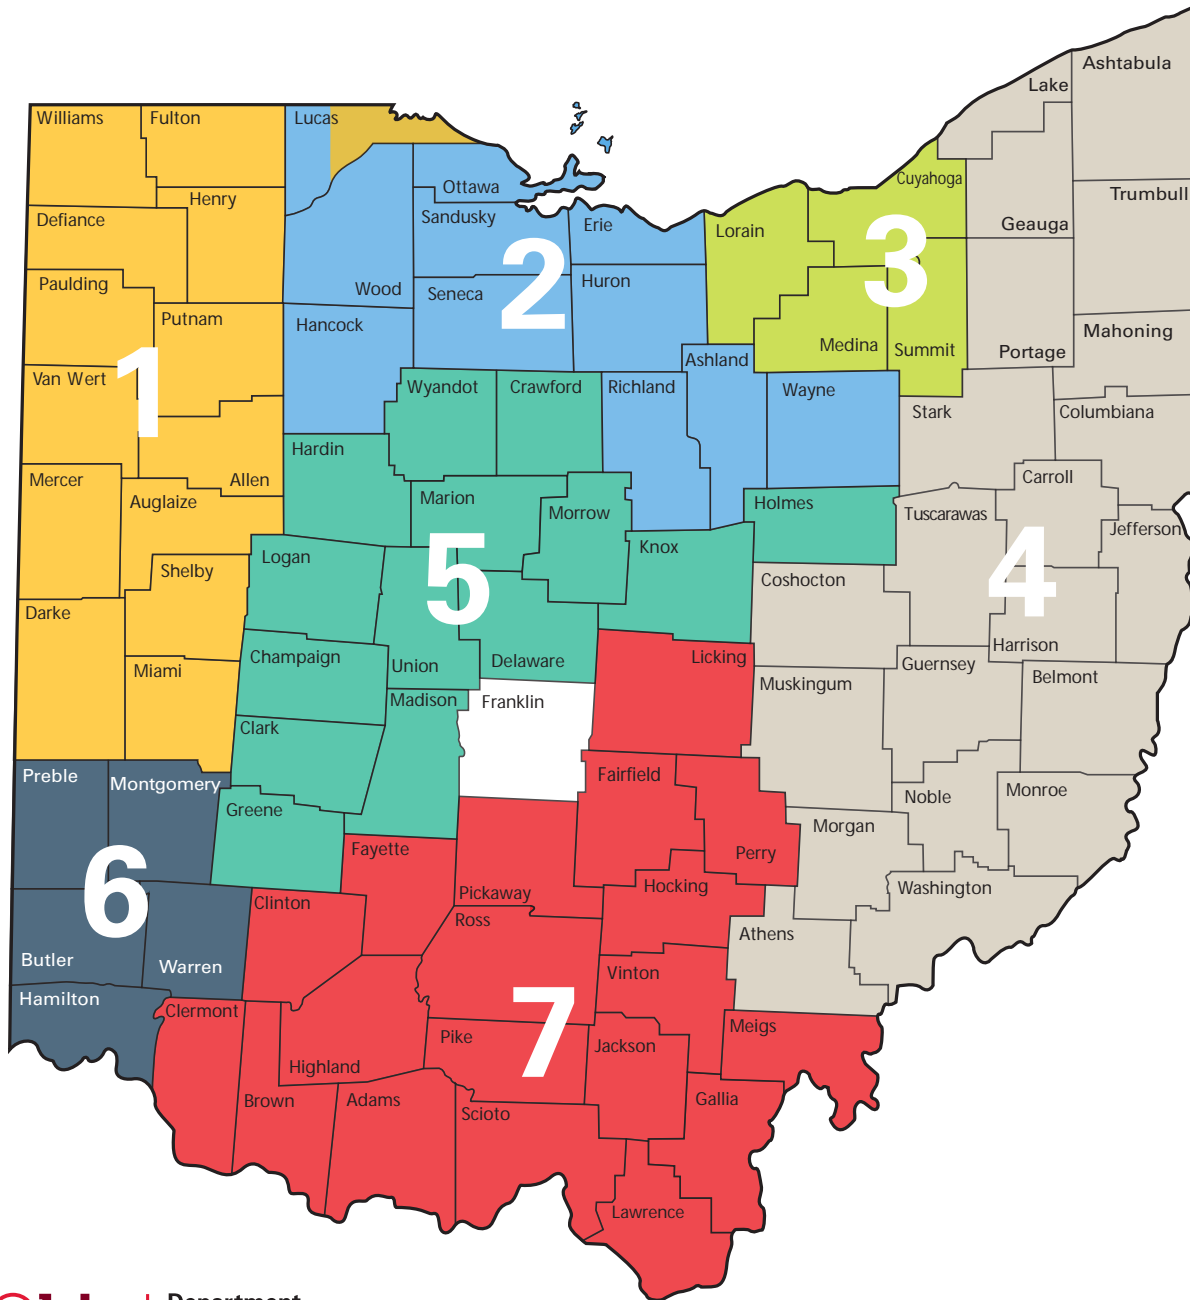 Ashtabula
Lake
Williams
Fulton
Lucas
Cuyahoga
Ottawa
Trumbull
Henry
Defiance
Sandusky
Erie
Lorain
Geauga
3
2
Paulding
Wood
Seneca
Huron
Putnam
Hancock
Mahoning
Medina
Summit
Portage
Ashland
1
Van Wert
Wyandot
Crawford
Richland
Wayne
Stark
Columbiana
Hardin
Mercer
Allen
Carroll
Auglaize
Marion
Morrow
Holmes
Tuscarawas
Jefferson
Knox
Logan
5
4
Shelby
Coshocton
Darke
Harrison
Champaign
Union
Delaware
Licking
Guernsey
Miami
Belmont
Muskingum
Madison
Franklin
Clark
Preble
Montgomery
Fairfield
Monroe
Noble
Greene
Morgan
Fayette
Perry
6
Hocking
Washington
Pickaway
Clinton
Ross
Athens
Butler
Warren
Vinton
Hamilton
Clermont
7
Meigs
Pike
Jackson
Highland
Brown
Adams
Gallia
Scioto
Lawrence
Department